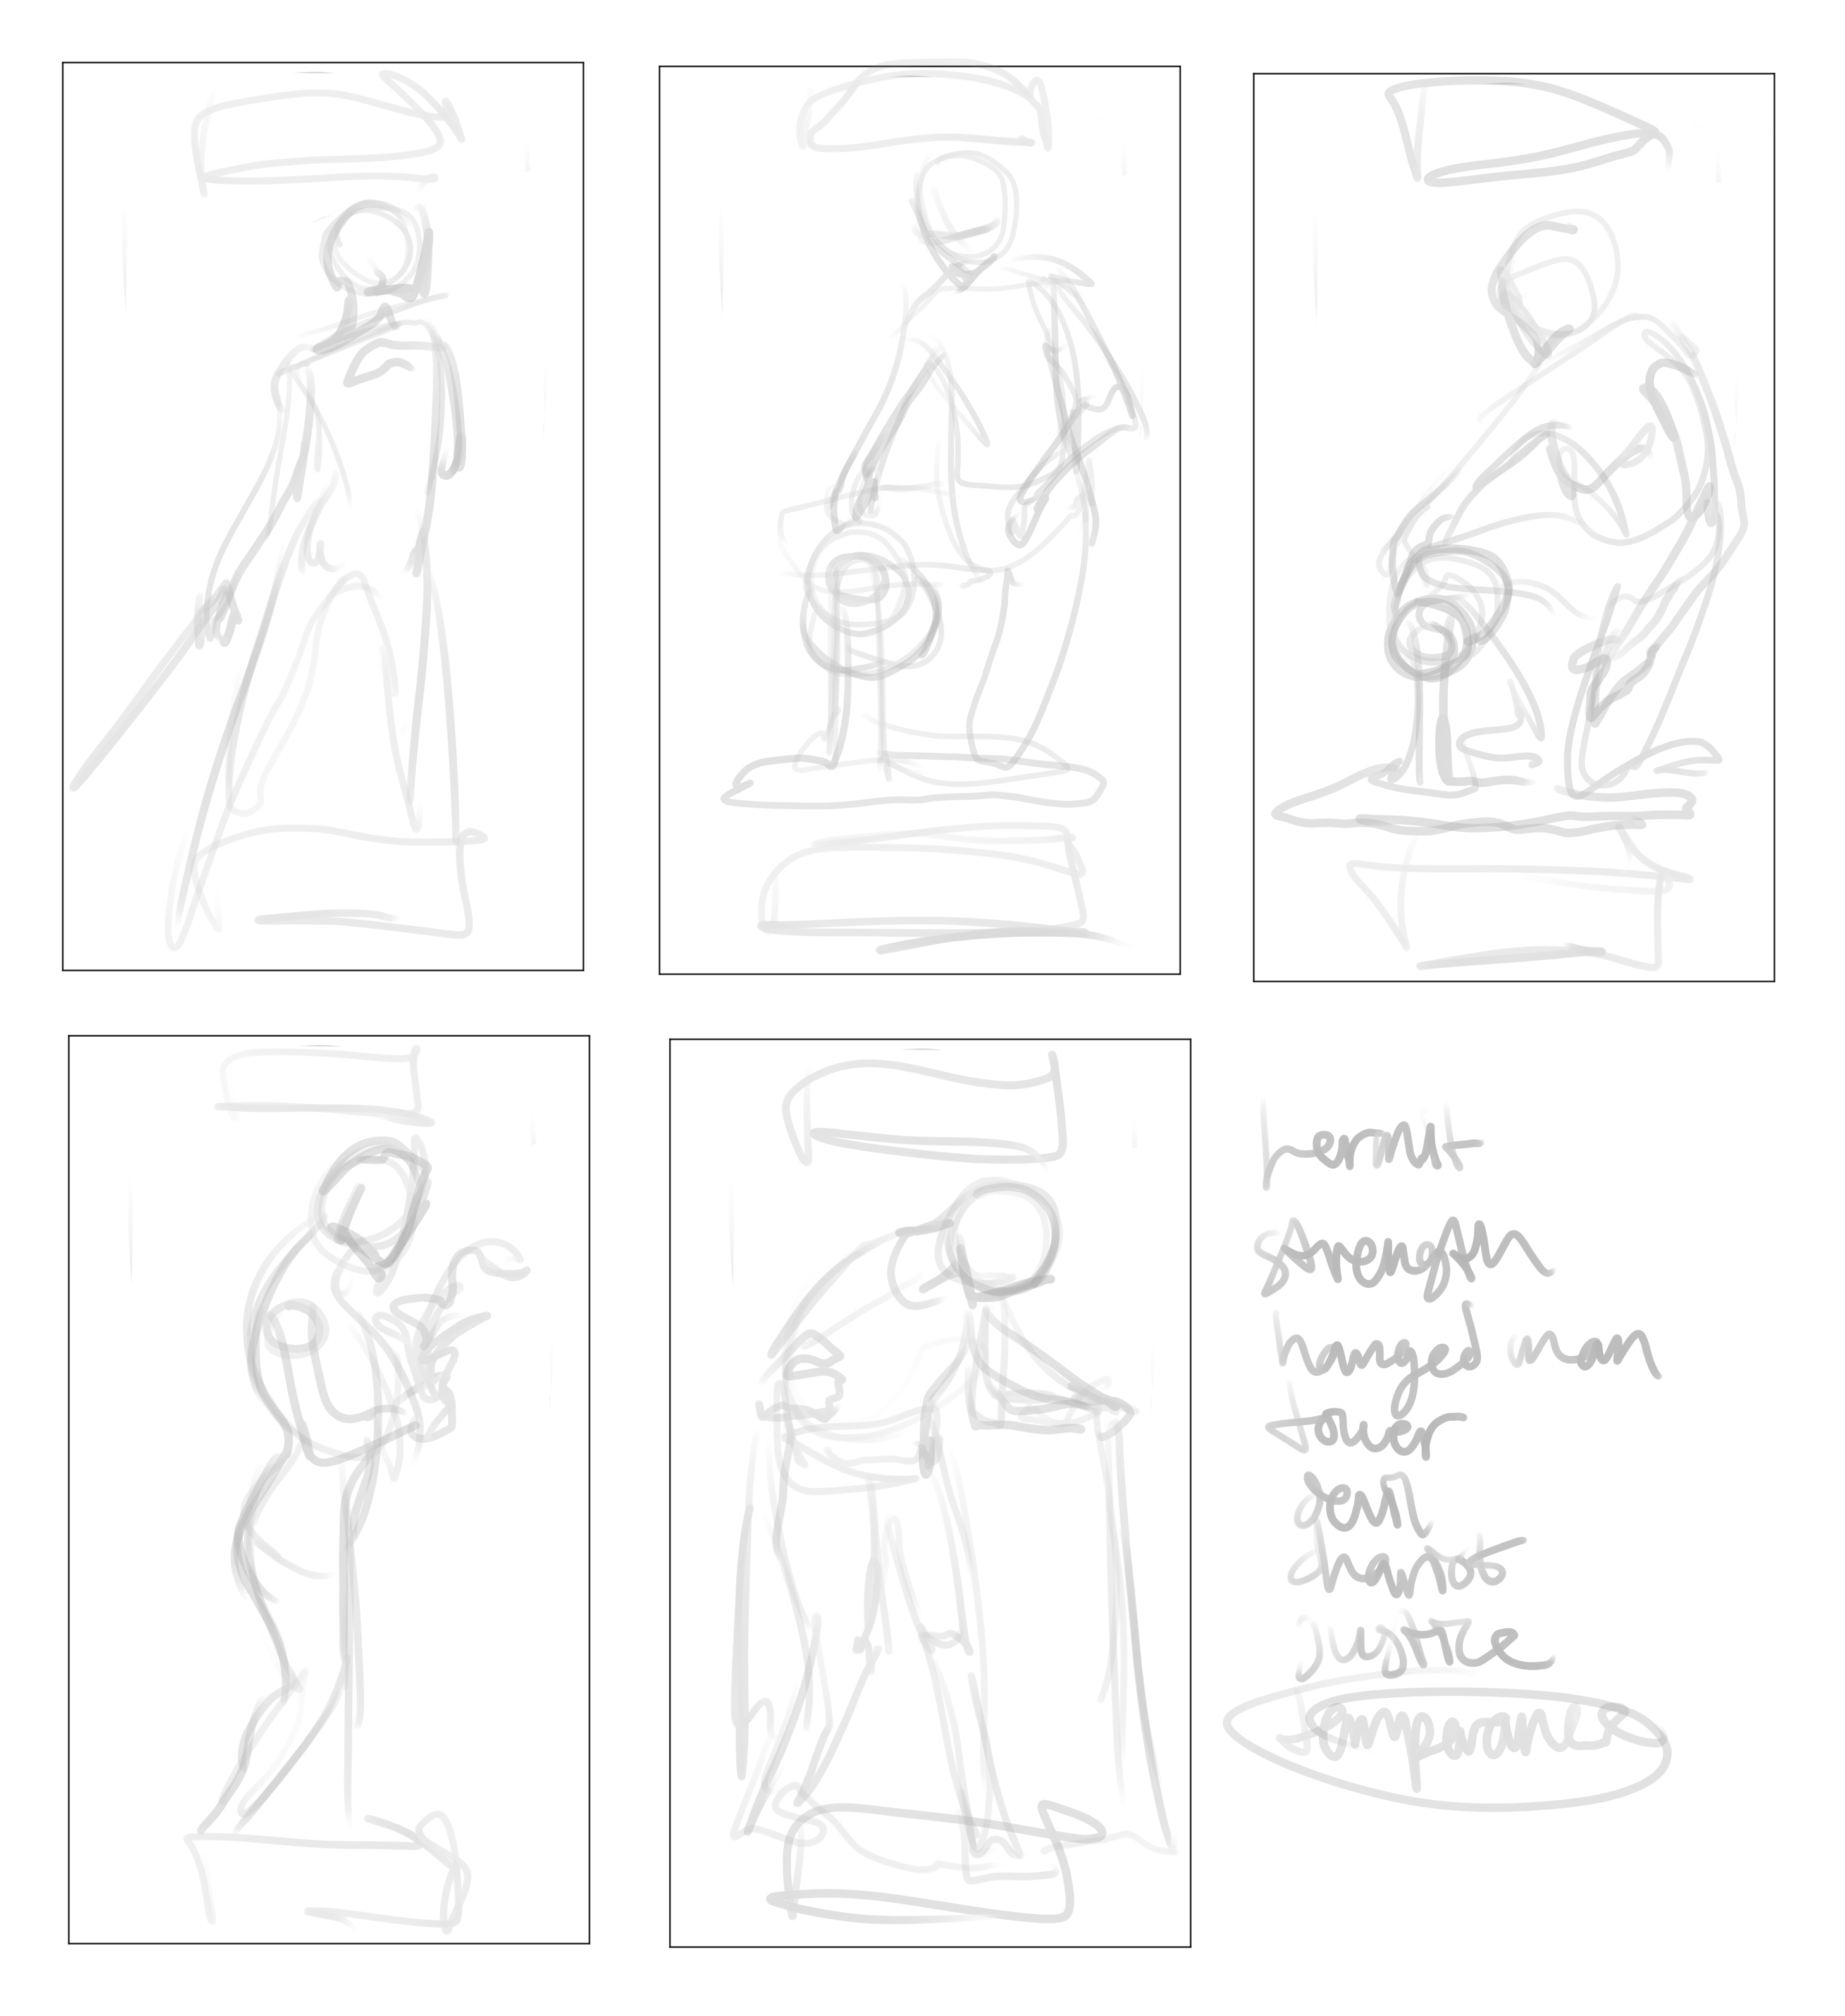 hermit
strength
hanged man
tower
devil
chariot
justice
temperance